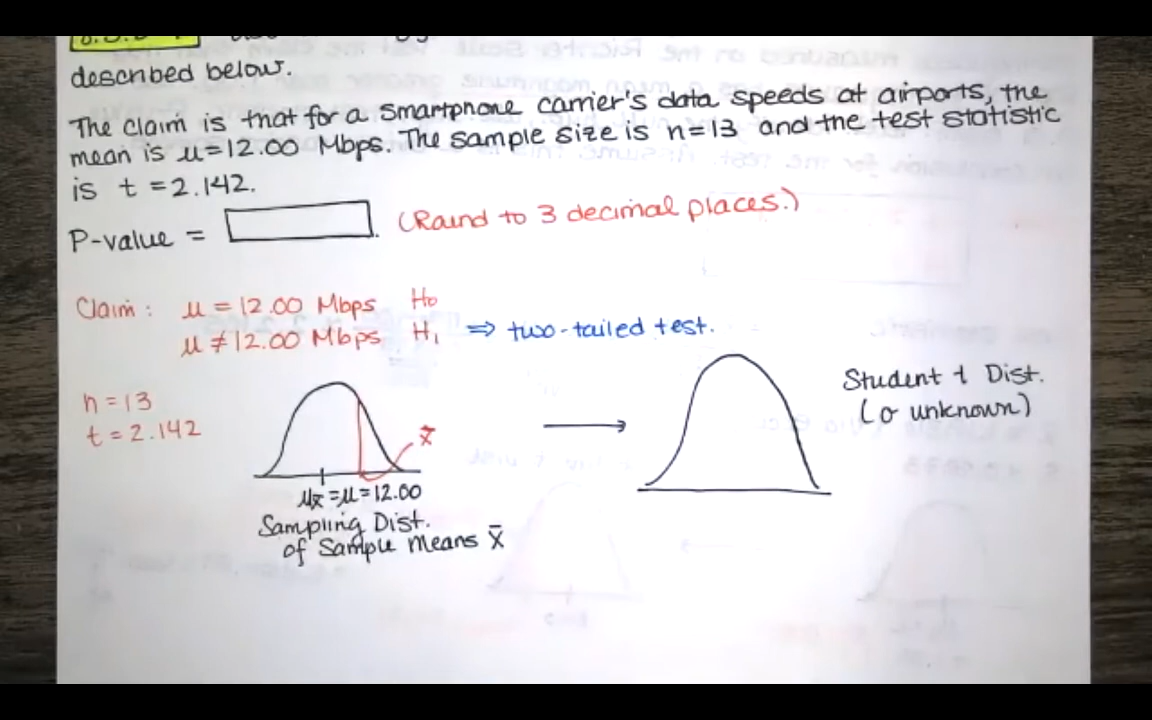 described below.
The claim is that for a smartphone carrier's data speeds at airports, the
mean is μ=12.00 Mbps. The sample size is n=13 and the test statistic
is t = 2.142.
P-value = . (Round to 3 decimal places.)
Claim: μ = 12.00 Mbps H₀
μ ≠ 12.00 Mbps H₁ ⇒ two-tailed test.
n = 13
t = 2.142
x̄
μx̄ = μ = 12.00
Sampling Dist.
of Sample Means x̄
Student t Dist.
(σ unknown)